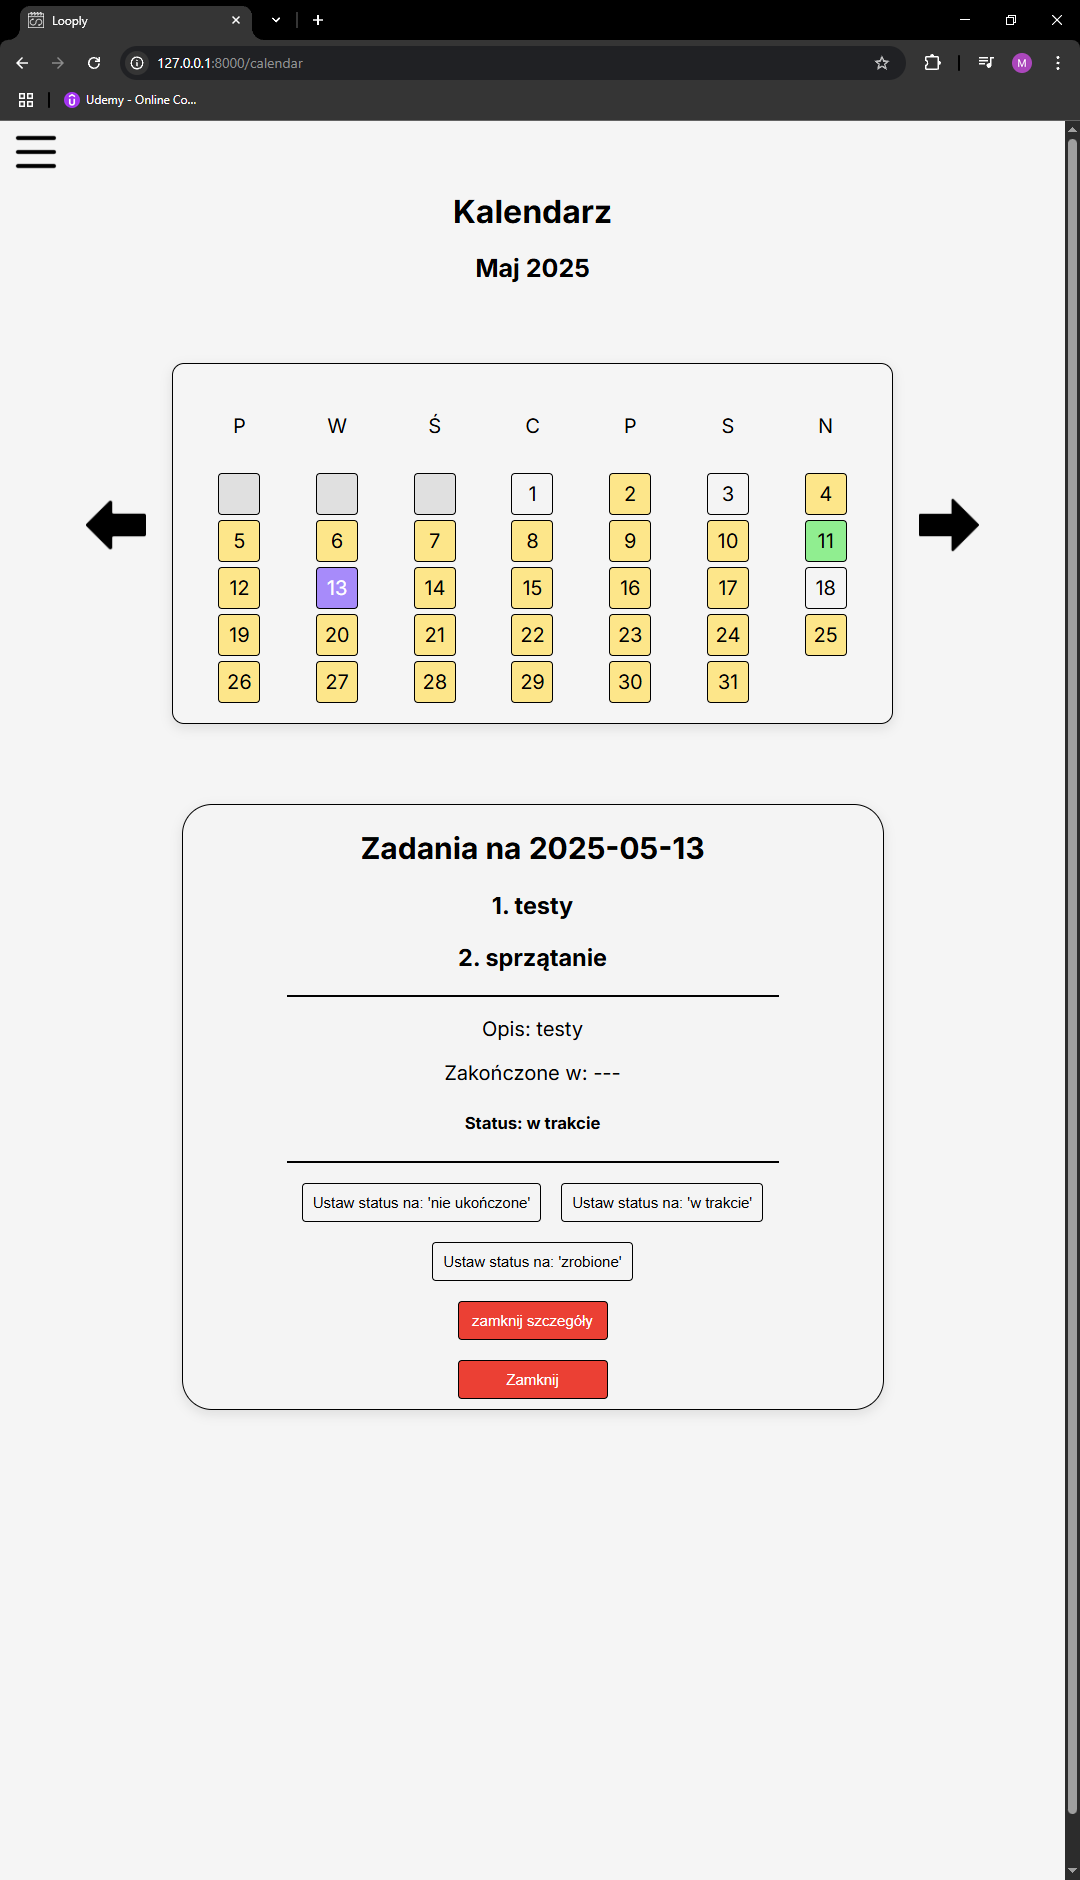 Looply
127.0.0.1:8000/calendar
M
Udemy - Online Co...
Kalendarz
Maj 2025
P W Ś C P S N
1 2 3 4
5 6 7 8 9 10 11
12 13 14 15 16 17 18
19 20 21 22 23 24 25
26 27 28 29 30 31
Zadania na 2025-05-13
1. testy
2. sprzątanie
Opis: testy
Zakończone w: ---
Status: w trakcie
Ustaw status na: 'nie ukończone' Ustaw status na: 'w trakcie'
Ustaw status na: 'zrobione'
zamknij szczegóły
Zamknij